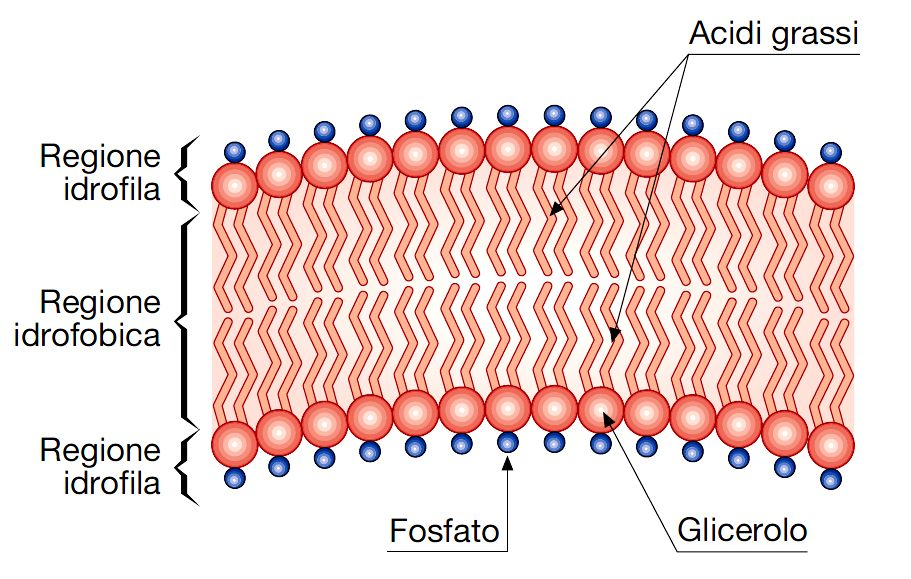 Acidi grassi
Regione
idrofila
Regione
idrofobica
Regione
idrofila
Fosfato
Glicerolo